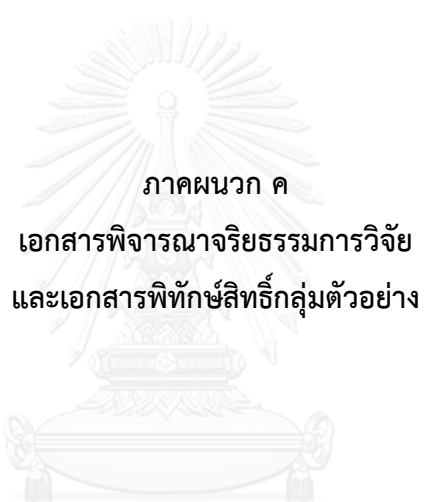 ภาคผนวก ค
เอกสารพิจารณาจริยธรรมการวิจัย
และเอกสารพิทักษ์สิทธิ์กลุ่มตัวอย่าง